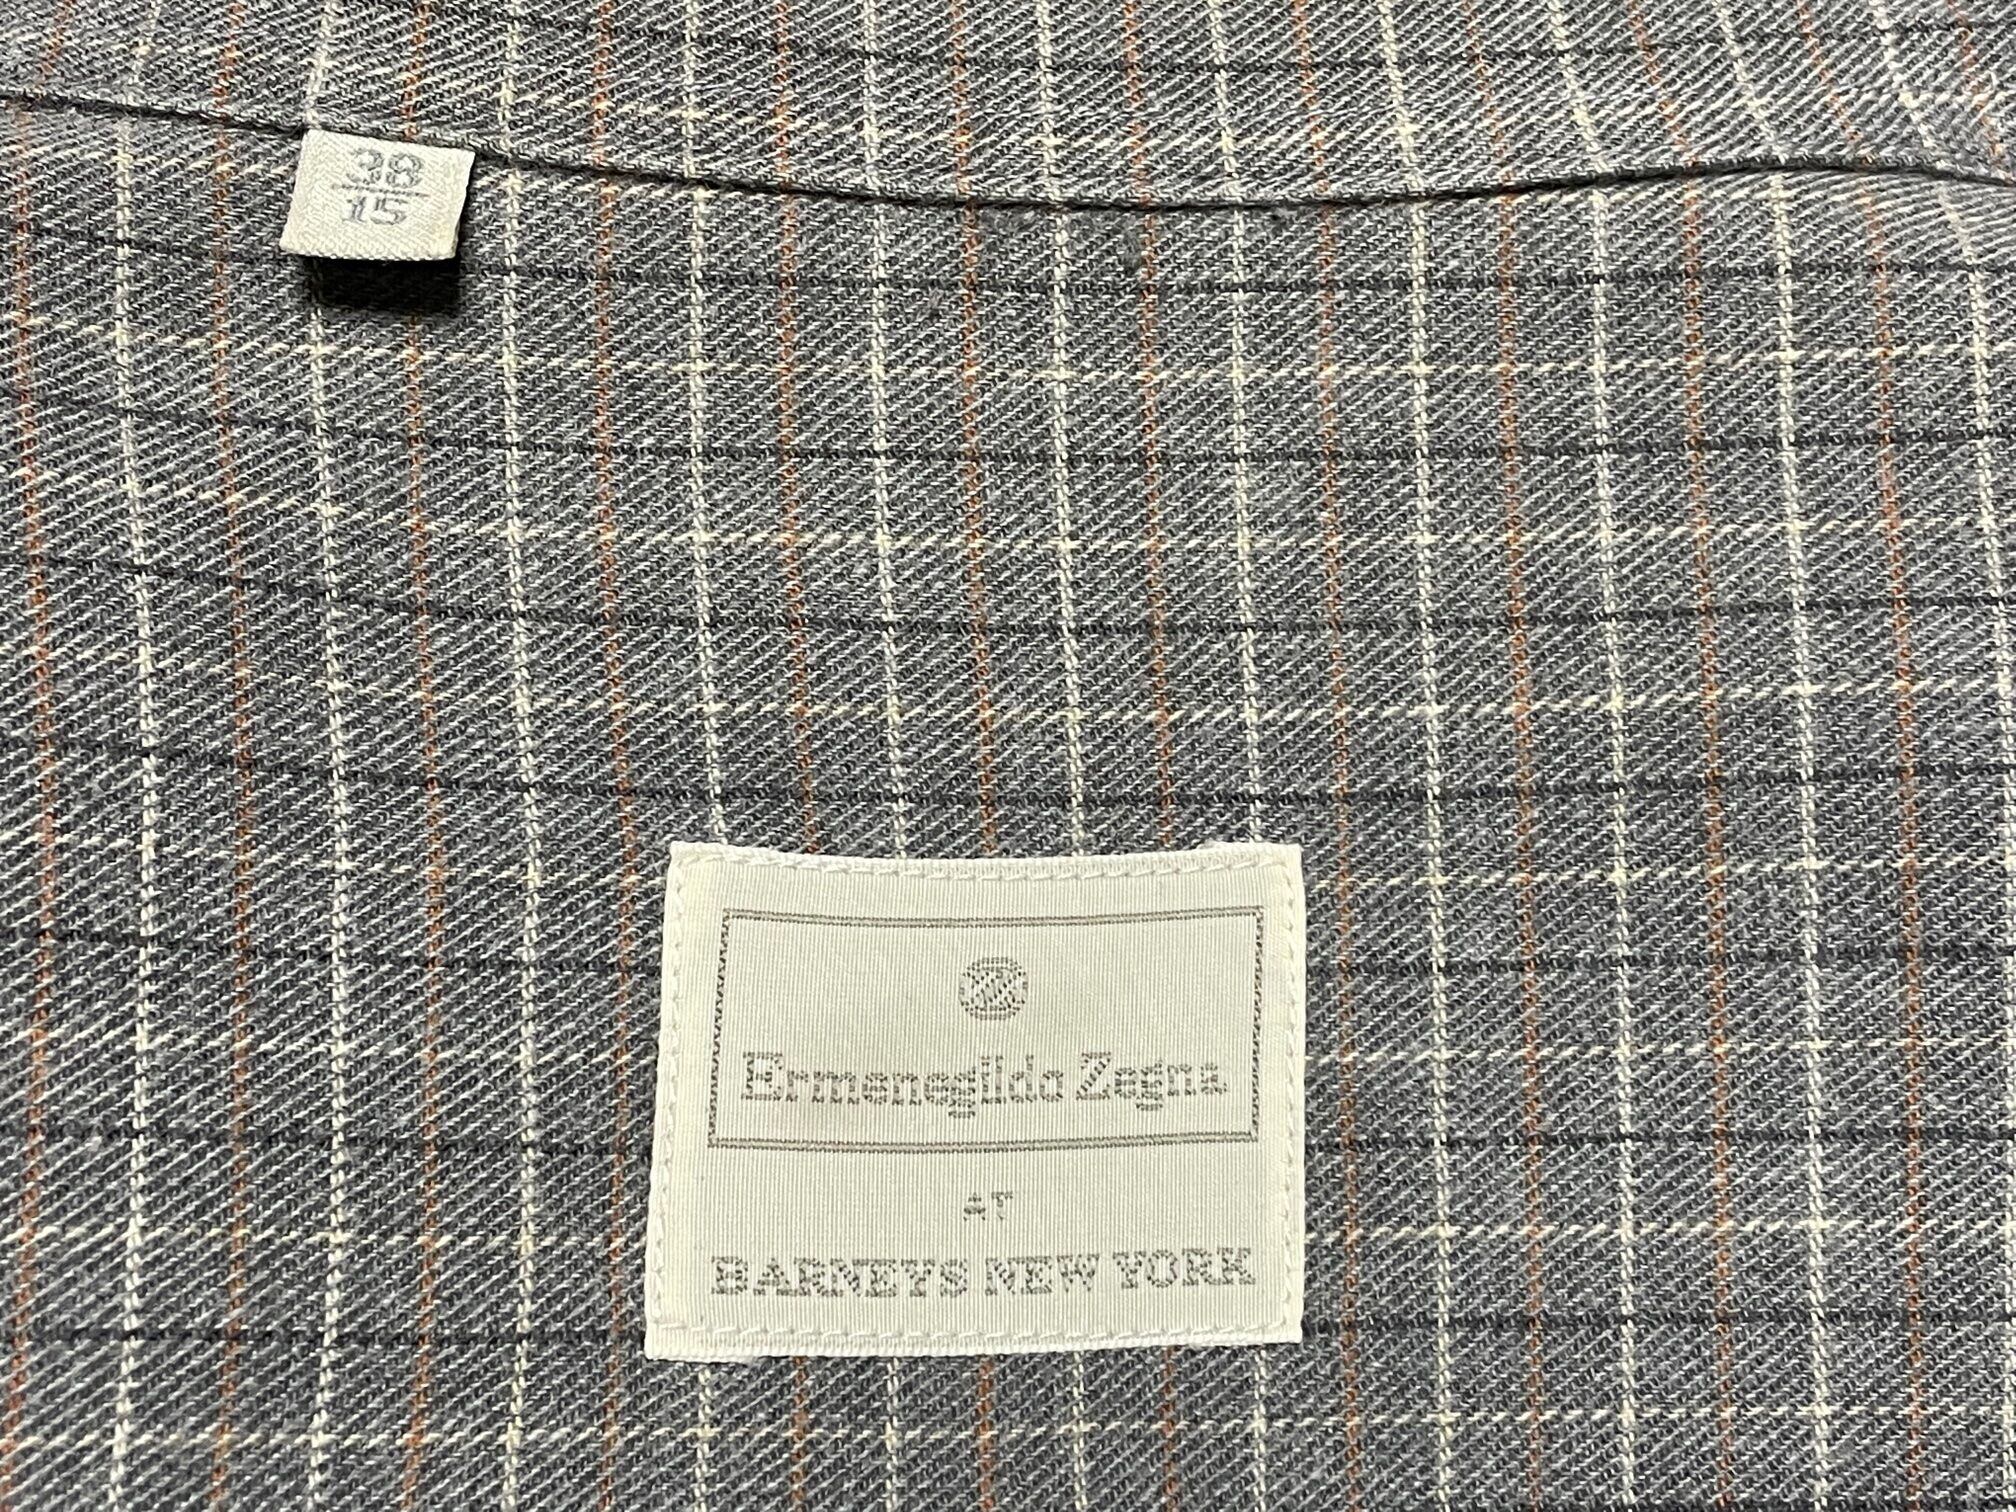 38
15
Ermenegildo Zegna
AT
BARNEYS NEW YORK